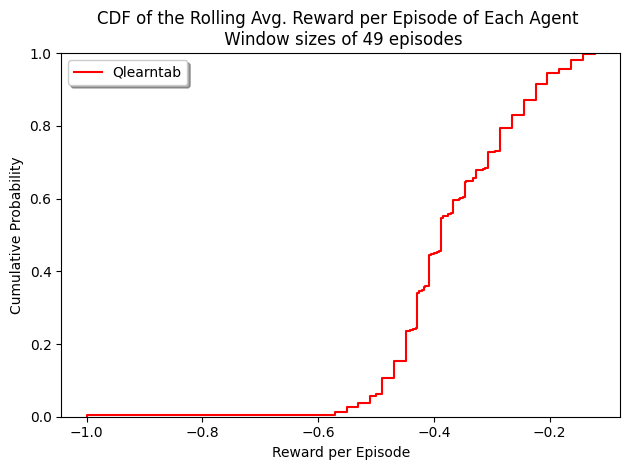 CDF of the Rolling Avg. Reward per Episode of Each Agent
Window sizes of 49 episodes
Qlearntab
Cumulative Probability
1.0
0.8
0.6
0.4
0.2
0.0
−1.0 −0.8 −0.6 −0.4 −0.2
Reward per Episode